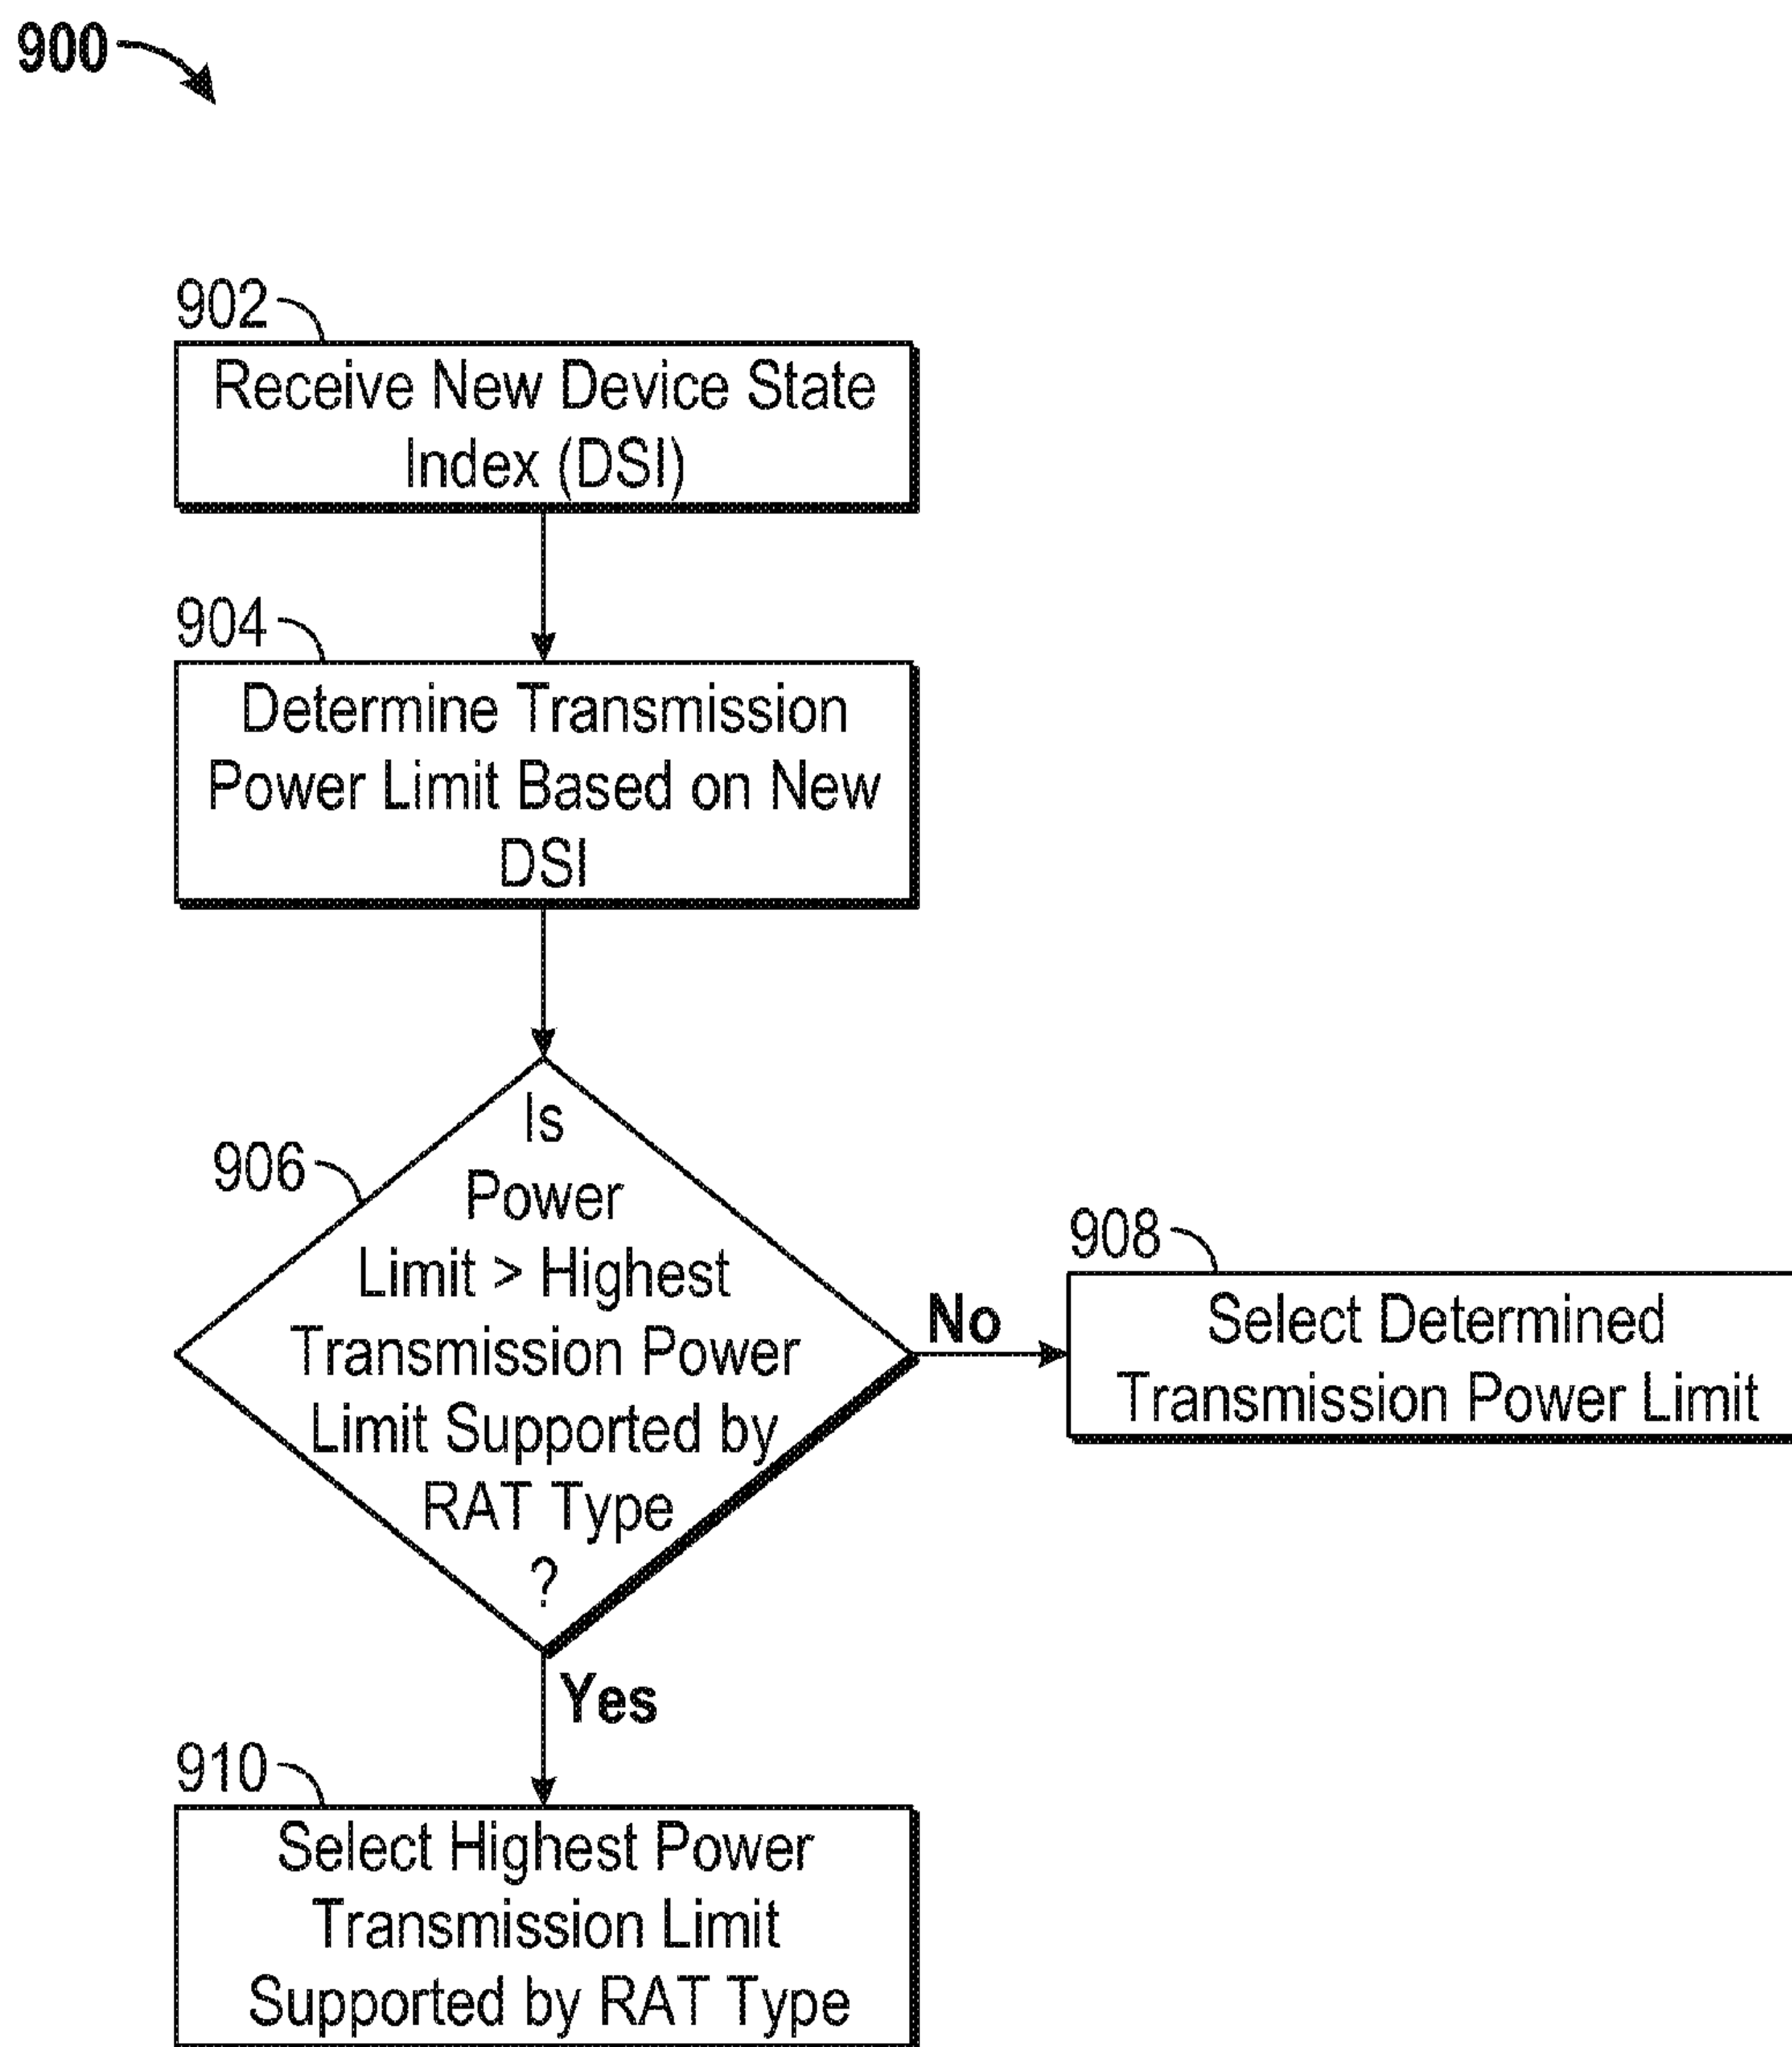 900
902
Receive New Device State
Index (DSI)
904
Determine Transmission
Power Limit Based on New
DSI
906
Is
Power
Limit > Highest
Transmission Power
Limit Supported by
RAT Type
?
No
908
Select Determined
Transmission Power Limit
Yes
910
Select Highest Power
Transmission Limit
Supported by RAT Type